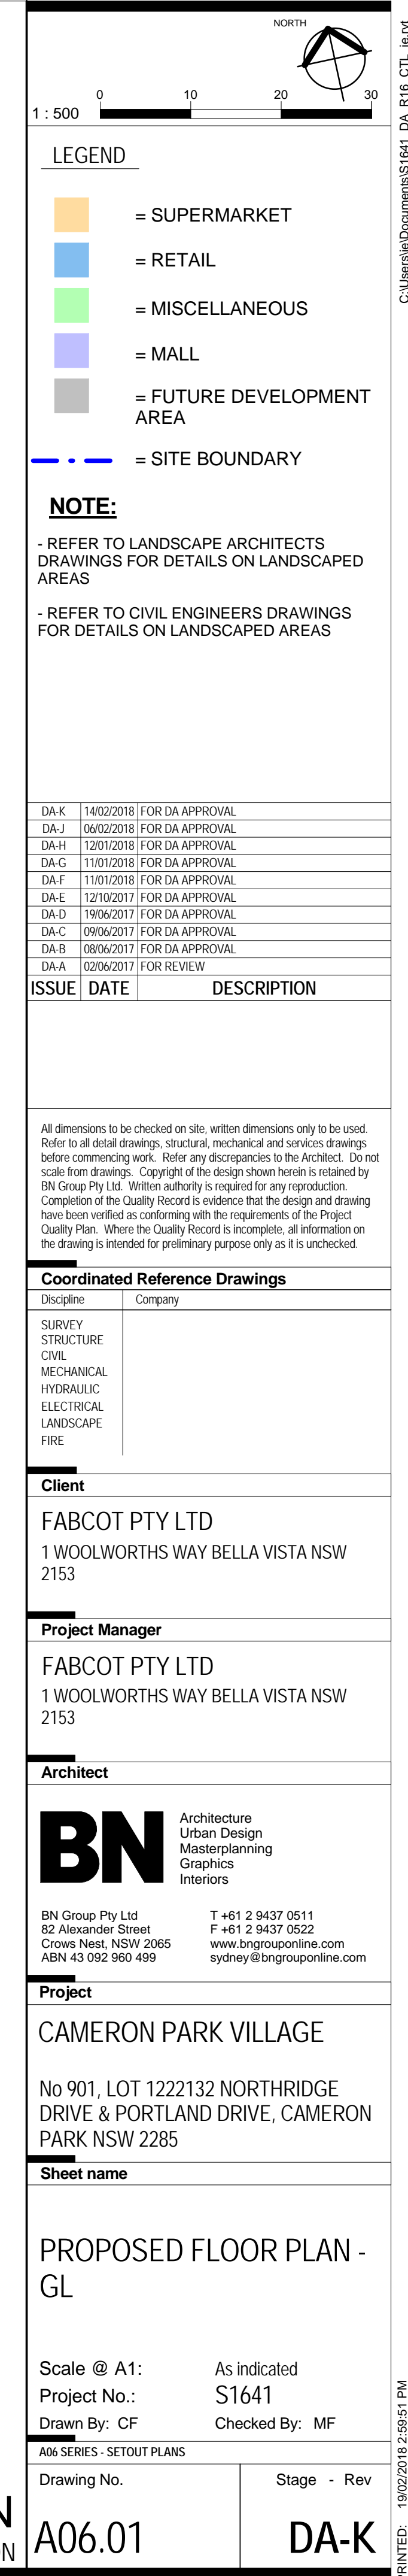 NORTH
0 10 20 30
1 : 500
LEGEND
= SUPERMARKET
= RETAIL
= MISCELLANEOUS
= MALL
= FUTURE DEVELOPMENT
AREA
= SITE BOUNDARY
NOTE:
- REFER TO LANDSCAPE ARCHITECTS
DRAWINGS FOR DETAILS ON LANDSCAPED
AREAS
- REFER TO CIVIL ENGINEERS DRAWINGS
FOR DETAILS ON LANDSCAPED AREAS
DA-K 14/02/2018 FOR DA APPROVAL
DA-J 06/02/2018 FOR DA APPROVAL
DA-H 12/01/2018 FOR DA APPROVAL
DA-G 11/01/2018 FOR DA APPROVAL
DA-F 11/01/2018 FOR DA APPROVAL
DA-E 12/10/2017 FOR DA APPROVAL
DA-D 19/06/2017 FOR DA APPROVAL
DA-C 09/06/2017 FOR DA APPROVAL
DA-B 08/06/2017 FOR DA APPROVAL
DA-A 02/06/2017 FOR REVIEW
ISSUE DATE DESCRIPTION
All dimensions to be checked on site, written dimensions only to be used.
Refer to all detail drawings, structural, mechanical and services drawings
before commencing work. Refer any discrepancies to the Architect. Do not
scale from drawings. Copyright of the design shown herein is retained by
BN Group Pty Ltd. Written authority is required for any reproduction.
Completion of the Quality Record is evidence that the design and drawing
have been verified as conforming with the requirements of the Project
Quality Plan. Where the Quality Record is incomplete, all information on
the drawing is intended for preliminary purpose only as it is unchecked.
Coordinated Reference Drawings
Discipline Company
SURVEY
STRUCTURE
CIVIL
MECHANICAL
HYDRAULIC
ELECTRICAL
LANDSCAPE
FIRE
Client
FABCOT PTY LTD
1 WOOLWORTHS WAY BELLA VISTA NSW
2153
Project Manager
FABCOT PTY LTD
1 WOOLWORTHS WAY BELLA VISTA NSW
2153
Architect
BN
Architecture
Urban Design
Masterplanning
Graphics
Interiors
BN Group Pty Ltd
82 Alexander Street
Crows Nest, NSW 2065
ABN 43 092 960 499
T +61 2 9437 0511
F +61 2 9437 0522
www.bngrouponline.com
sydney@bngrouponline.com
Project
CAMERON PARK VILLAGE
No 901, LOT 1222132 NORTHRIDGE
DRIVE & PORTLAND DRIVE, CAMERON
PARK NSW 2285
Sheet name
PROPOSED FLOOR PLAN -
GL
Scale @ A1: As indicated
Project No.: S1641
Drawn By: CF Checked By: MF
A06 SERIES - SETOUT PLANS
Drawing No. Stage - Rev
A06.01 DA-K
C:\Users\je\Documents\S1641_DA_R16_CTL_je.rvt
PRINTED: 19/02/2018 2:59:51 PM